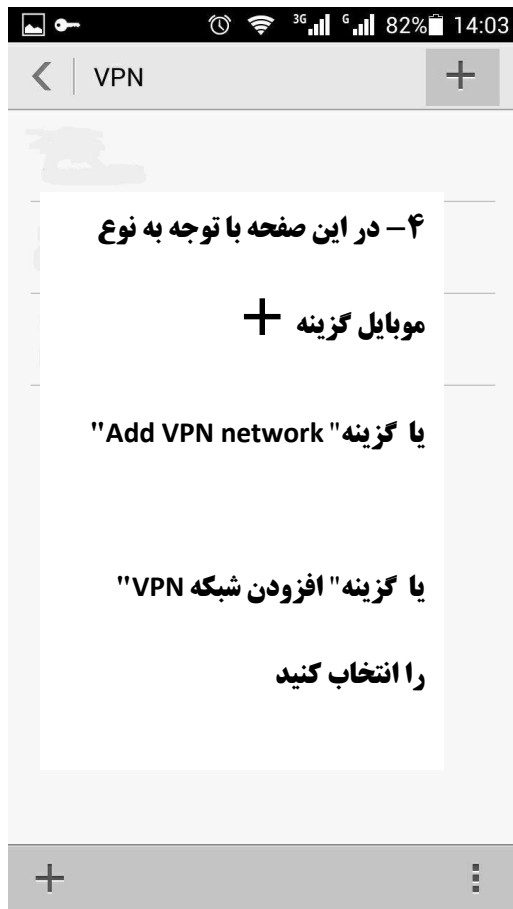 3G G 82% 14:03
VPN +
۴- در این صفحه با توجه به نوع
موبایل گزینه +
یا گزینه" Add VPN network"
یا گزینه" افزودن شبکه VPN"
را انتخاب کنید
+